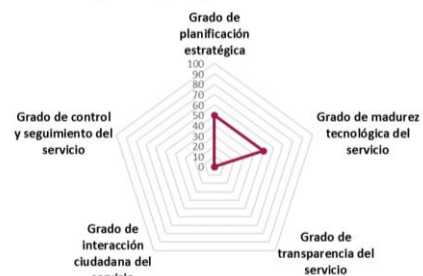 Grado de
planificación
estratégica
100
90
80
70
60
50
40
30
20
10
0
Grado de madurez
tecnológica del
servicio
Grado de
transparencia del
servicio
Grado de
interacción
ciudadana del
Grado de control
y seguimiento del
servicio